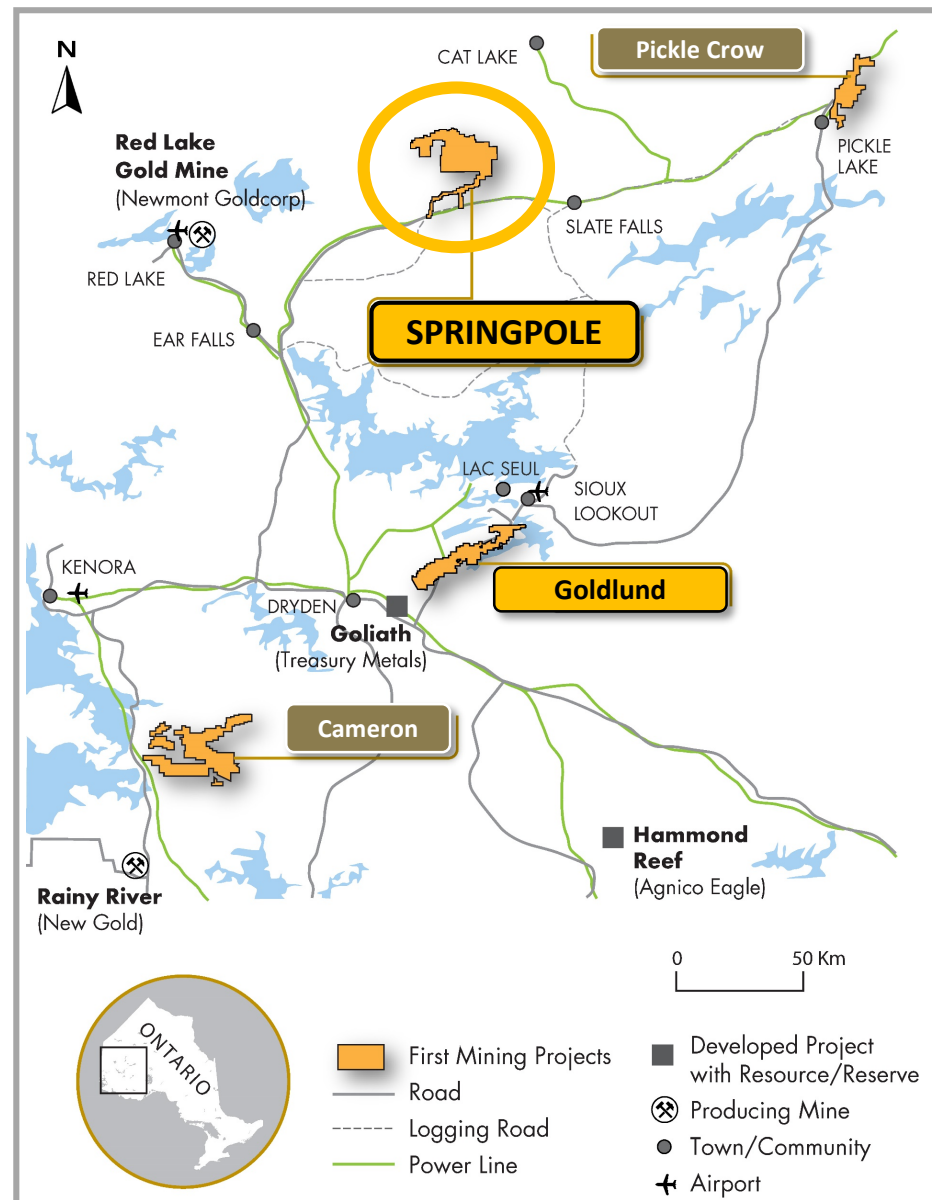 N
CAT LAKE
Pickle Crow
Red Lake
Gold Mine
(Newmont Goldcorp)
PICKLE
LAKE
SLATE FALLS
RED LAKE
SPRINGPOLE
EAR FALLS
LAC SEUL
SIOUX
LOOKOUT
KENORA
Goldlund
DRYDEN
Goliath
(Treasury Metals)
Cameron
Hammond
Reef
(Agnico Eagle)
Rainy River
(New Gold)
0 50 Km
ONTARIO
First Mining Projects
Road
Logging Road
Power Line
Developed Project
with Resource/Reserve
Producing Mine
Town/Community
Airport